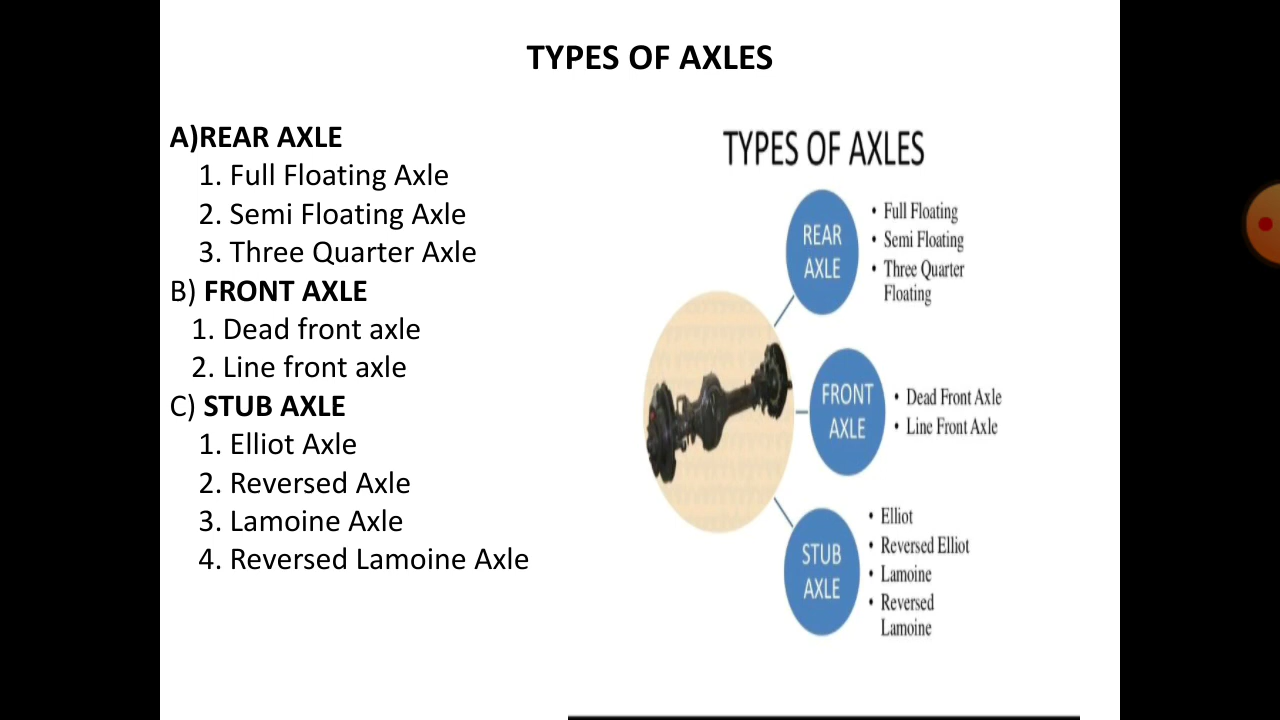 TYPES OF AXLES
A)REAR AXLE
1. Full Floating Axle
2. Semi Floating Axle
3. Three Quarter Axle
B) FRONT AXLE
1. Dead front axle
2. Line front axle
C) STUB AXLE
1. Elliot Axle
2. Reversed Axle
3. Lamoine Axle
4. Reversed Lamoine Axle
TYPES OF AXLES
REAR
AXLE
• Full Floating
• Semi Floating
• Three Quarter
Floating
FRONT
AXLE
• Dead Front Axle
• Line Front Axle
STUB
AXLE
• Elliot
• Reversed Elliot
• Lamoine
• Reversed
Lamoine